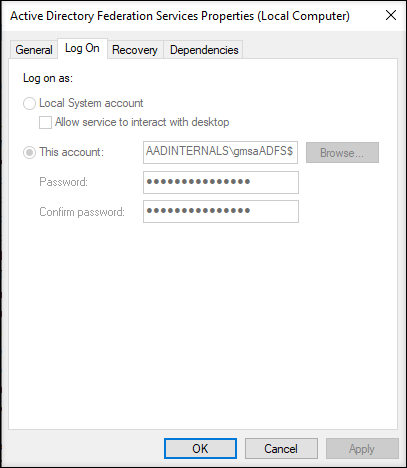 Active Directory Federation Services Properties (Local Computer)
General Log On Recovery Dependencies
Log on as:
Local System account
Allow service to interact with desktop
This account: AADINTERNALS\gmsaADFS$ Browse...
Password: •••••••••••••••
Confirm password: •••••••••••••••
OK Cancel Apply